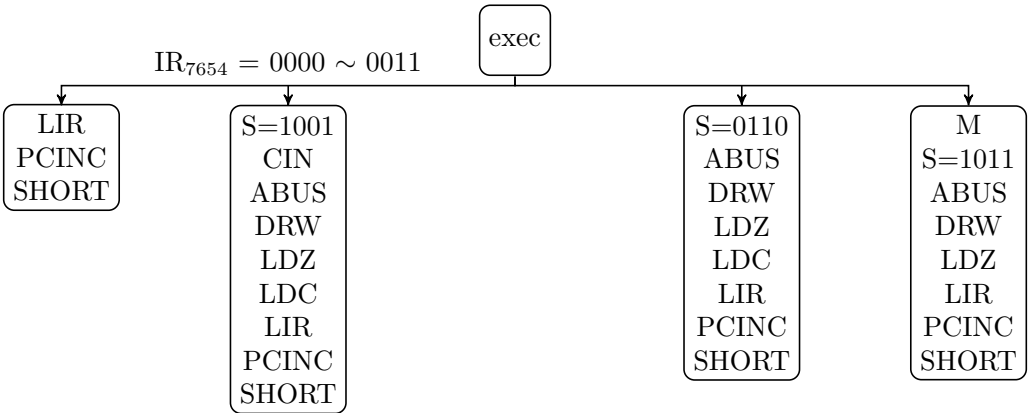 exec
IR₇₆₅₄ = 0000 ∼ 0011
LIR
PCINC
SHORT
S=1001
CIN
ABUS
DRW
LDZ
LDC
LIR
PCINC
SHORT
S=0110
ABUS
DRW
LDZ
LDC
LIR
PCINC
SHORT
M
S=1011
ABUS
DRW
LDZ
LIR
PCINC
SHORT